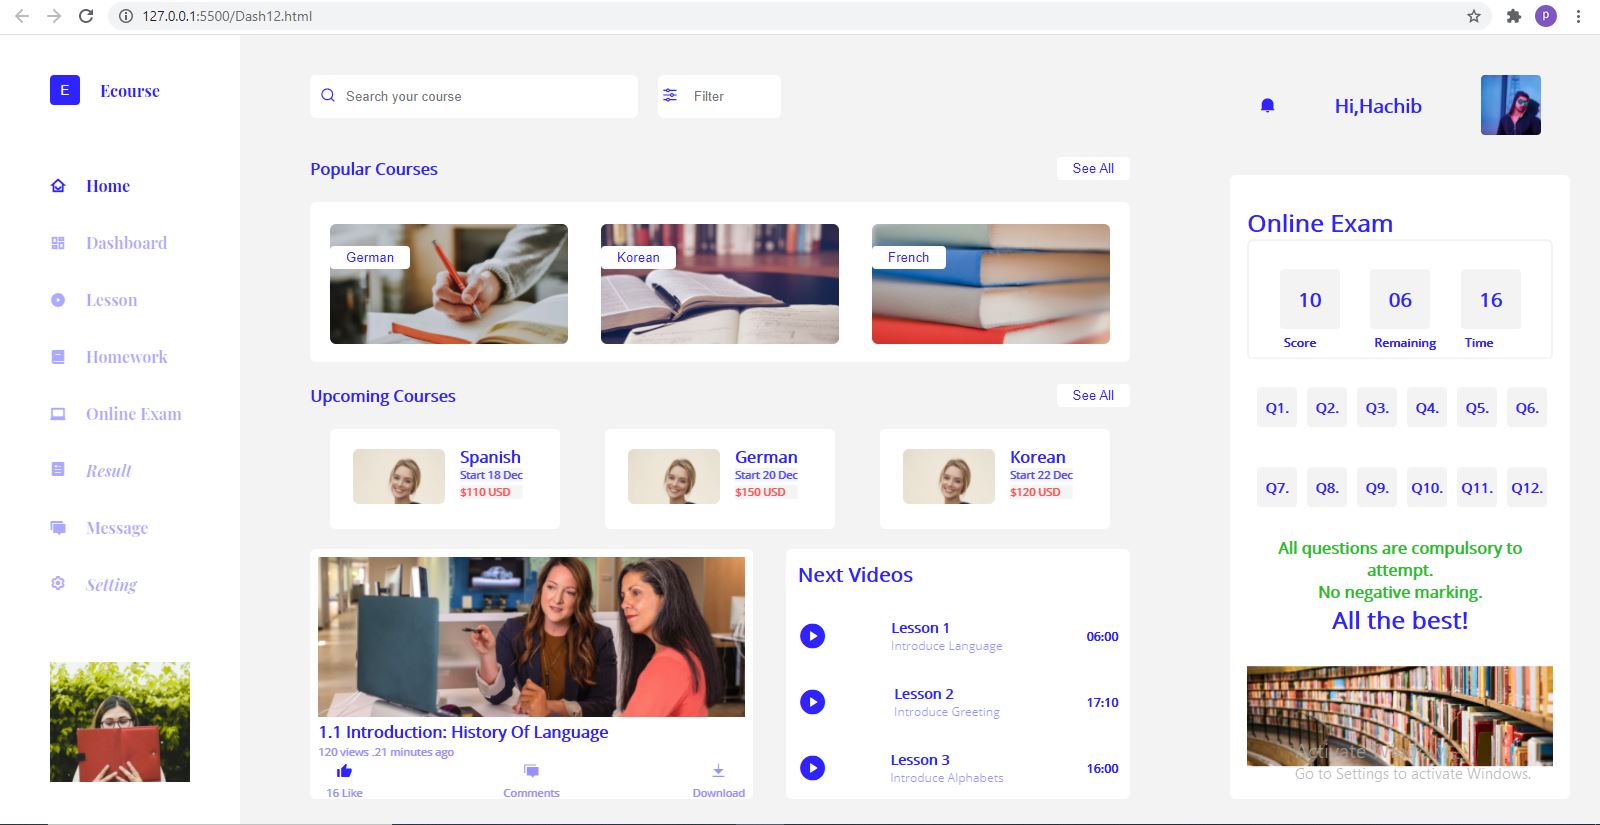 127.0.0.1:5500/Dash12.html
p
E
Ecourse
Home
Dashboard
Lesson
Homework
Online Exam
Result
Message
Setting
Search your course
Filter
Hi,Hachib
Popular Courses
See All
German
Korean
French
Upcoming Courses
See All
Spanish
Start 18 Dec
$110 USD
German
Start 20 Dec
$150 USD
Korean
Start 22 Dec
$120 USD
1.1 Introduction: History Of Language
120 views .21 minutes ago
16 Like
Comments
Download
Next Videos
Lesson 1
Introduce Language
06:00
Lesson 2
Introduce Greeting
17:10
Lesson 3
Introduce Alphabets
16:00
Online Exam
10
06
16
Score
Remaining
Time
Q1.
Q2.
Q3.
Q4.
Q5.
Q6.
Q7.
Q8.
Q9.
Q10.
Q11.
Q12.
All questions are compulsory to
attempt.
No negative marking.
All the best!
Activate Windows
Go to Settings to activate Windows.